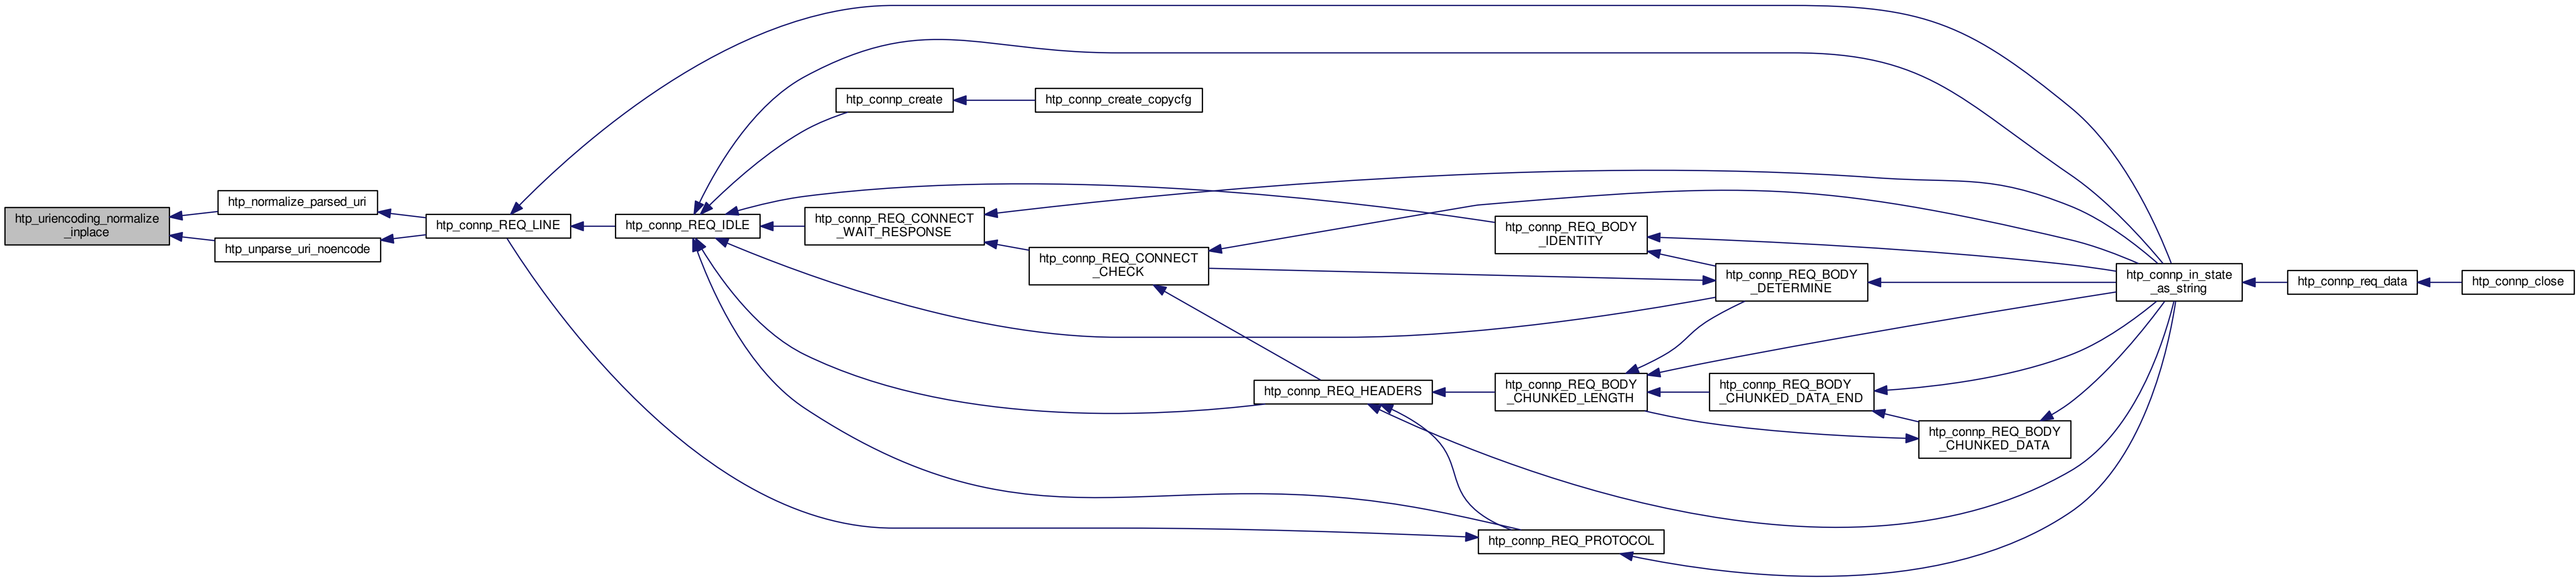 htp_uriencoding_normalize
_inplace
htp_normalize_parsed_uri
htp_unparse_uri_noencode
htp_connp_REQ_LINE
htp_connp_REQ_IDLE
htp_connp_create
htp_connp_create_copycfg
htp_connp_REQ_CONNECT
_WAIT_RESPONSE
htp_connp_REQ_CONNECT
_CHECK
htp_connp_REQ_HEADERS
htp_connp_REQ_BODY
_IDENTITY
htp_connp_REQ_BODY
_DETERMINE
htp_connp_REQ_BODY
_CHUNKED_LENGTH
htp_connp_REQ_BODY
_CHUNKED_DATA_END
htp_connp_REQ_BODY
_CHUNKED_DATA
htp_connp_REQ_PROTOCOL
htp_connp_in_state
_as_string
htp_connp_req_data
htp_connp_close